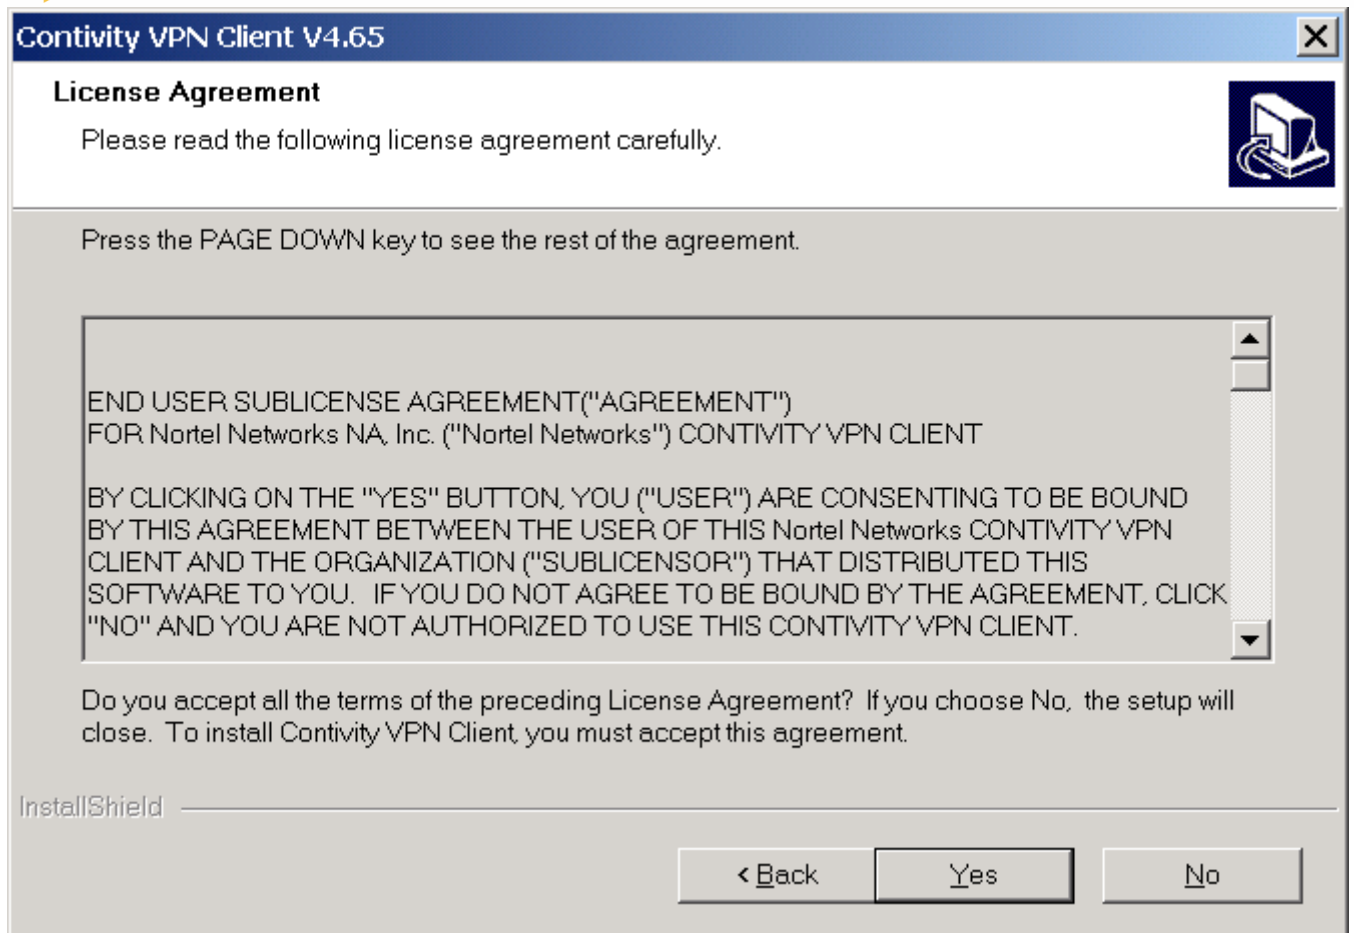 Contivity VPN Client V4.65
License Agreement
Please read the following license agreement carefully.
Press the PAGE DOWN key to see the rest of the agreement.
END USER SUBLICENSE AGREEMENT("AGREEMENT")
FOR Nortel Networks NA, Inc. ("Nortel Networks") CONTIVITY VPN CLIENT
BY CLICKING ON THE "YES" BUTTON, YOU ("USER") ARE CONSENTING TO BE BOUND
BY THIS AGREEMENT BETWEEN THE USER OF THIS Nortel Networks CONTIVITY VPN
CLIENT AND THE ORGANIZATION ("SUBLICENSOR") THAT DISTRIBUTED THIS
SOFTWARE TO YOU.  IF YOU DO NOT AGREE TO BE BOUND BY THE AGREEMENT, CLICK
"NO" AND YOU ARE NOT AUTHORIZED TO USE THIS CONTIVITY VPN CLIENT.
Do you accept all the terms of the preceding License Agreement?  If you choose No,  the setup will
close.  To install Contivity VPN Client, you must accept this agreement.
InstallShield
< Back
Yes
No